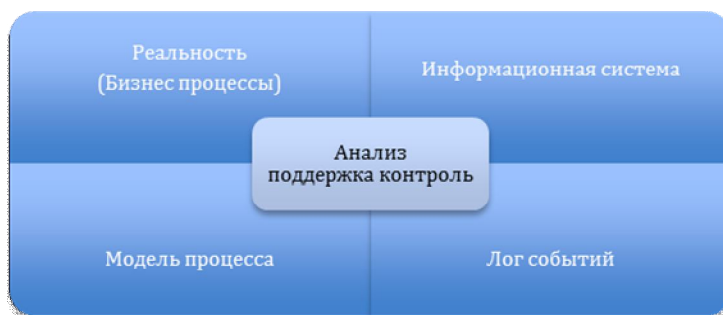 Реальность
(Бизнес процессы)
Информационная система
Анализ
поддержка контроль
Модель процесса
Лог событий